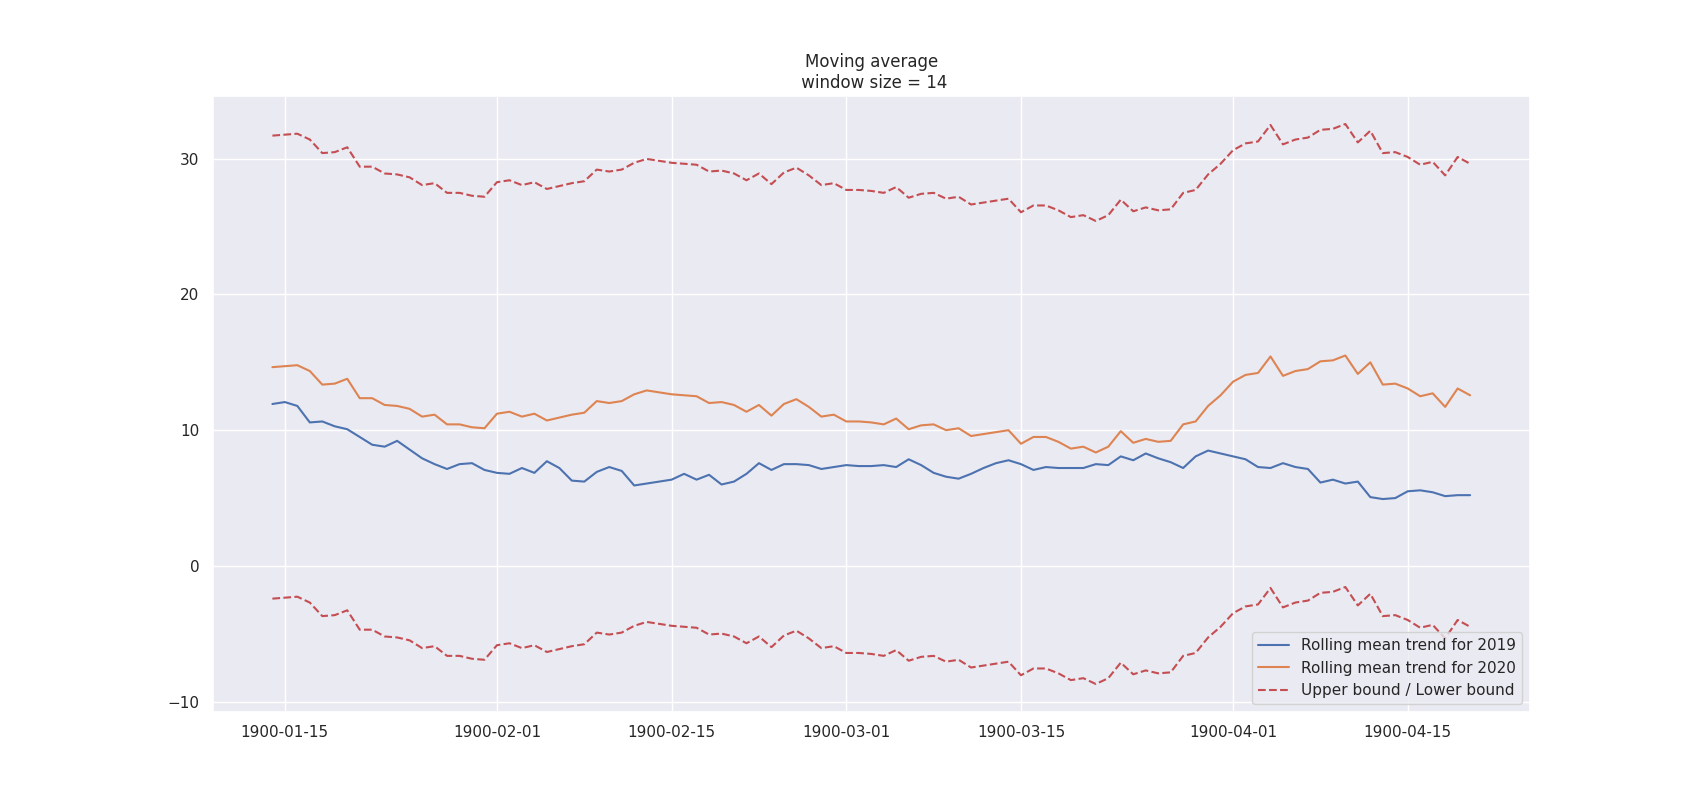 Moving average
window size = 14
30
20
10
0
−10
1900-01-15
1900-02-01
1900-02-15
1900-03-01
1900-03-15
1900-04-01
1900-04-15
Rolling mean trend for 2019
Rolling mean trend for 2020
Upper bound / Lower bound